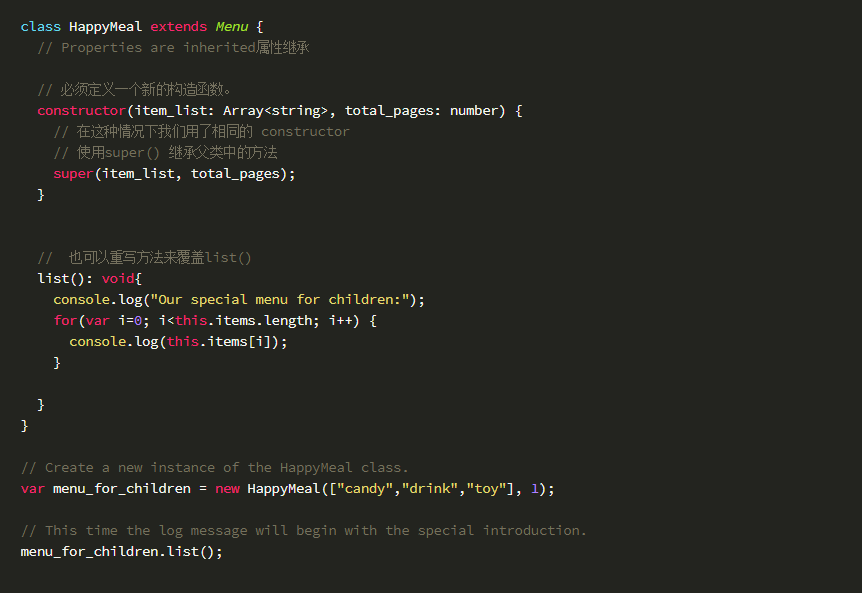 class HappyMeal extends Menu {
// Properties are inherited属性继承
// 必须定义一个新的构造函数。
constructor(item_list: Array<string>, total_pages: number) {
// 在这种情况下我们用了相同的 constructor
// 使用super() 继承父类中的方法
super(item_list, total_pages);
}
//  也可以重写方法来覆盖list()
list(): void{
console.log("Our special menu for children:");
for(var i=0; i<this.items.length; i++) {
console.log(this.items[i]);
}
}
}
// Create a new instance of the HappyMeal class.
var menu_for_children = new HappyMeal(["candy","drink","toy"], 1);
// This time the log message will begin with the special introduction.
menu_for_children.list();